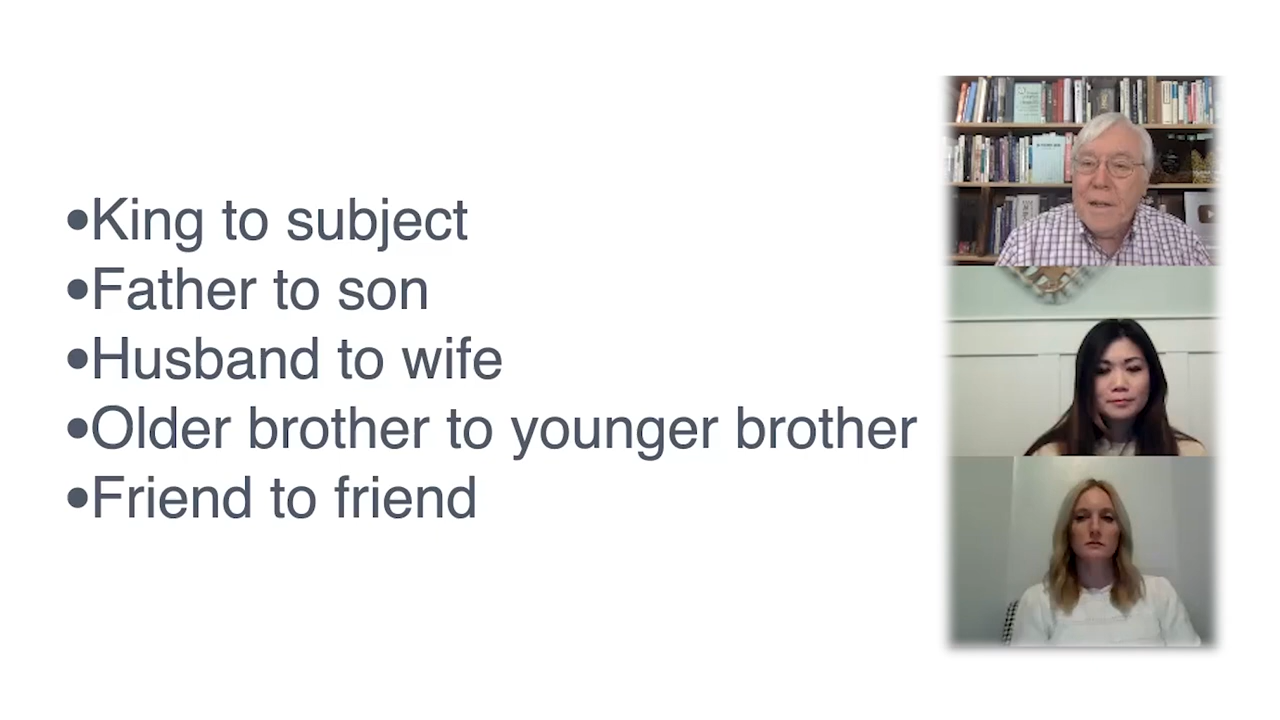 •King to subject
•Father to son
•Husband to wife
•Older brother to younger brother
•Friend to friend